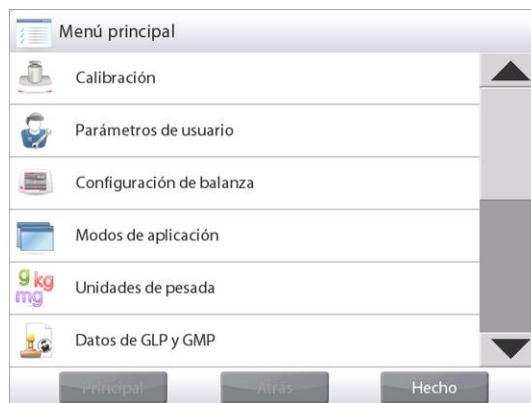 Menú principal
Calibración
Parámetros de usuario
Configuración de balanza
Modos de aplicación
g kg
mg
Unidades de pesada
Datos de GLP y GMP
Principal
Atrás
Hecho